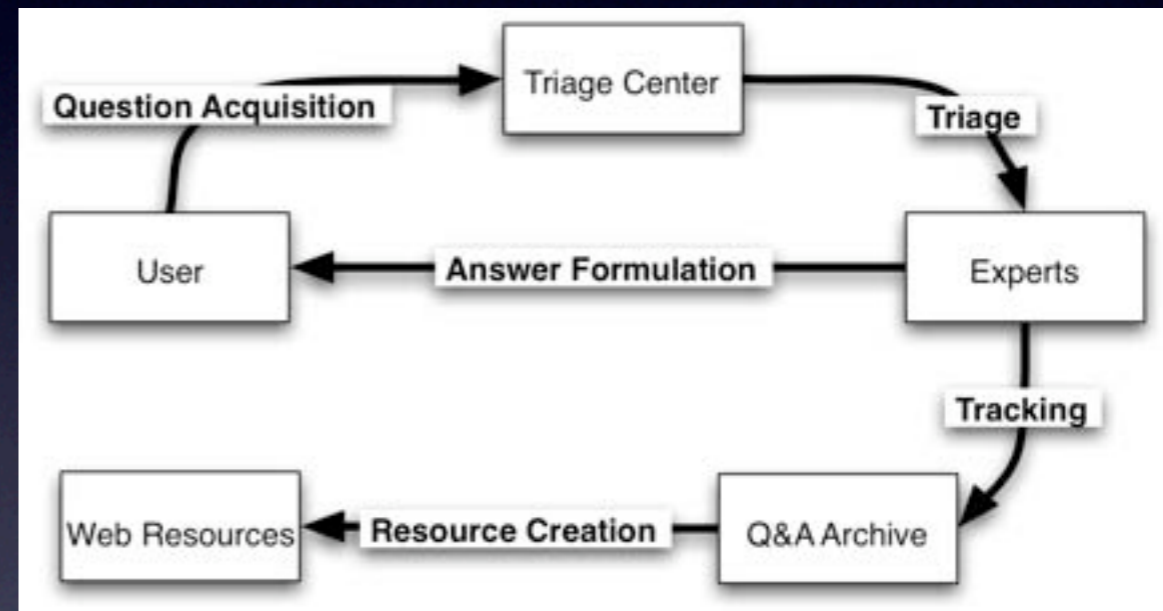 Triage Center
Question Acquisition
Triage
User
Answer Formulation
Experts
Tracking
Web Resources
Resource Creation
Q&A Archive